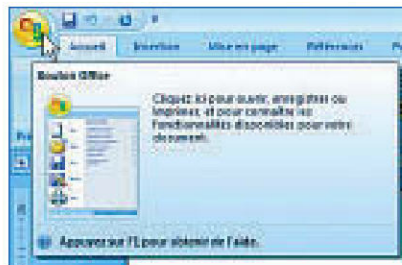 Accueil Insertion Mise en page Références
Bouton Office
Cliquez ici pour ouvrir, enregistrer ou
imprimer, et pour connaître les
fonctionnalités disponibles pour votre
document.
Appuyez sur F1 pour obtenir de l'aide.